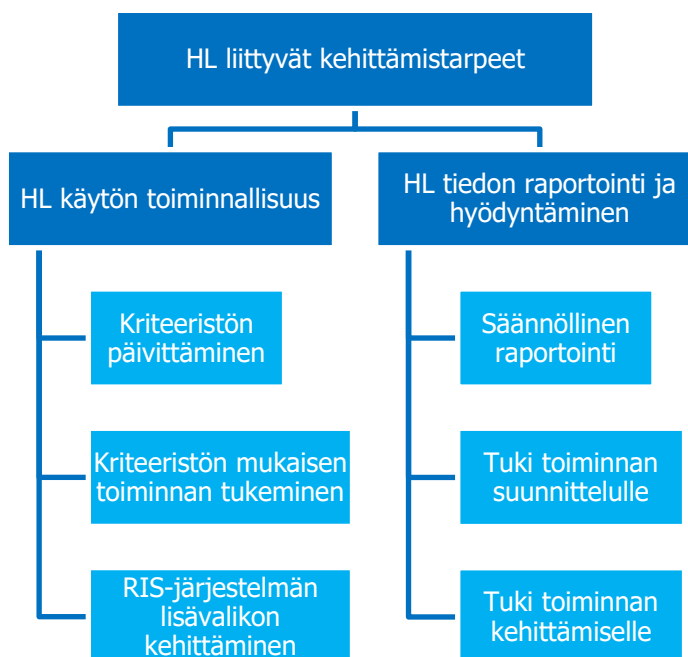 HL liittyvät kehittämistarpeet
HL käytön toiminnallisuus
Kriteeristön
päivittäminen
Kriteeristön mukaisen
toiminnan tukeminen
RIS-järjestelmän
lisävalikon
kehittäminen
HL tiedon raportointi ja
hyödyntäminen
Säännöllinen
raportointi
Tuki toiminnan
suunnittelulle
Tuki toiminnan
kehittämiselle